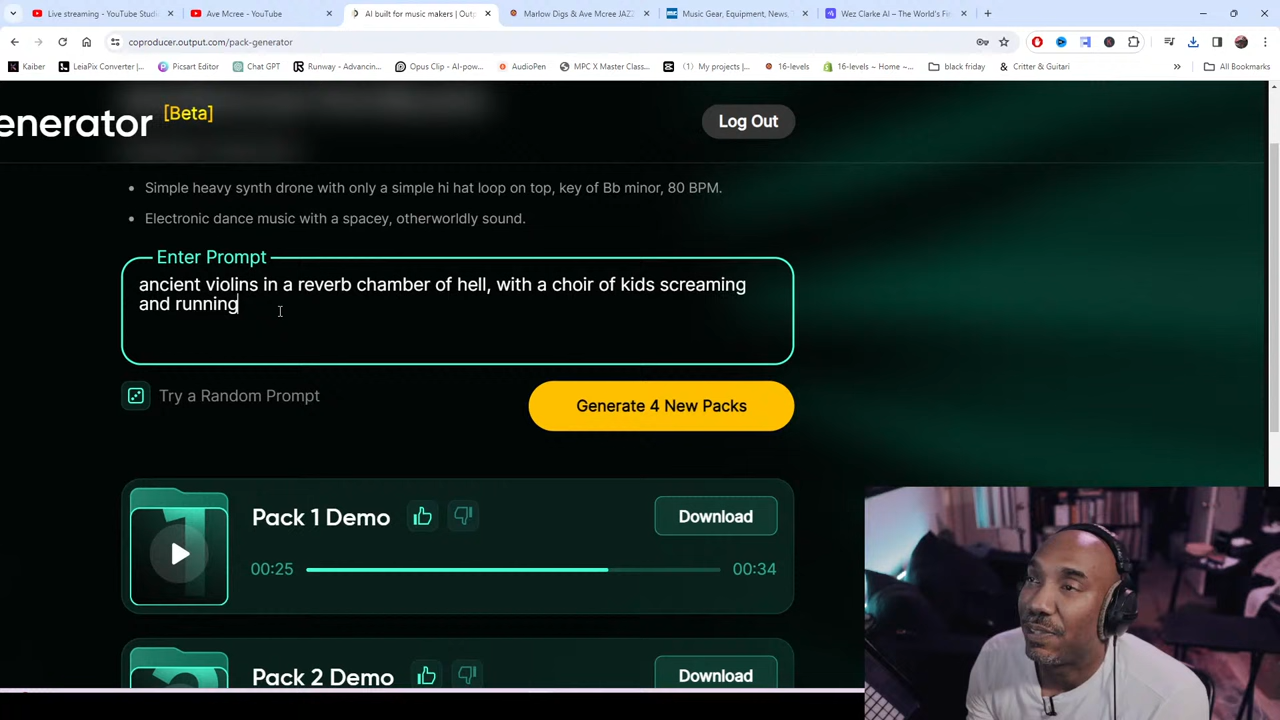 Live streaming - YouTube Studio
Ave Mcree - YouTube
AI built for music makers | Outp
Marlow Digs & Ave Mcree JAZZ
Music Gear, Equipment, News, T
Wez Clarke AI – The World's Fi
coproducer.output.com/pack-generator
Kaiber
LeiaPix Converter |...
Picsart Editor
Chat GPT
Runway - Advancin...
Opus Clip - AI-pow...
AudioPen
MPC X Master Class...
(1) My projects |...
16-levels
16-levels ~ Home ~...
black friday
Critter & Guitari
»
All Bookmarks
enerator
[Beta]
Log Out
• Simple heavy synth drone with only a simple hi hat loop on top, key of Bb minor, 80 BPM.
• Electronic dance music with a spacey, otherworldly sound.
Enter Prompt
ancient violins in a reverb chamber of hell, with a choir of kids screaming
and running
Try a Random Prompt
Generate 4 New Packs
1
Pack 1 Demo
Download
00:25
00:34
Pack 2 Demo
Download